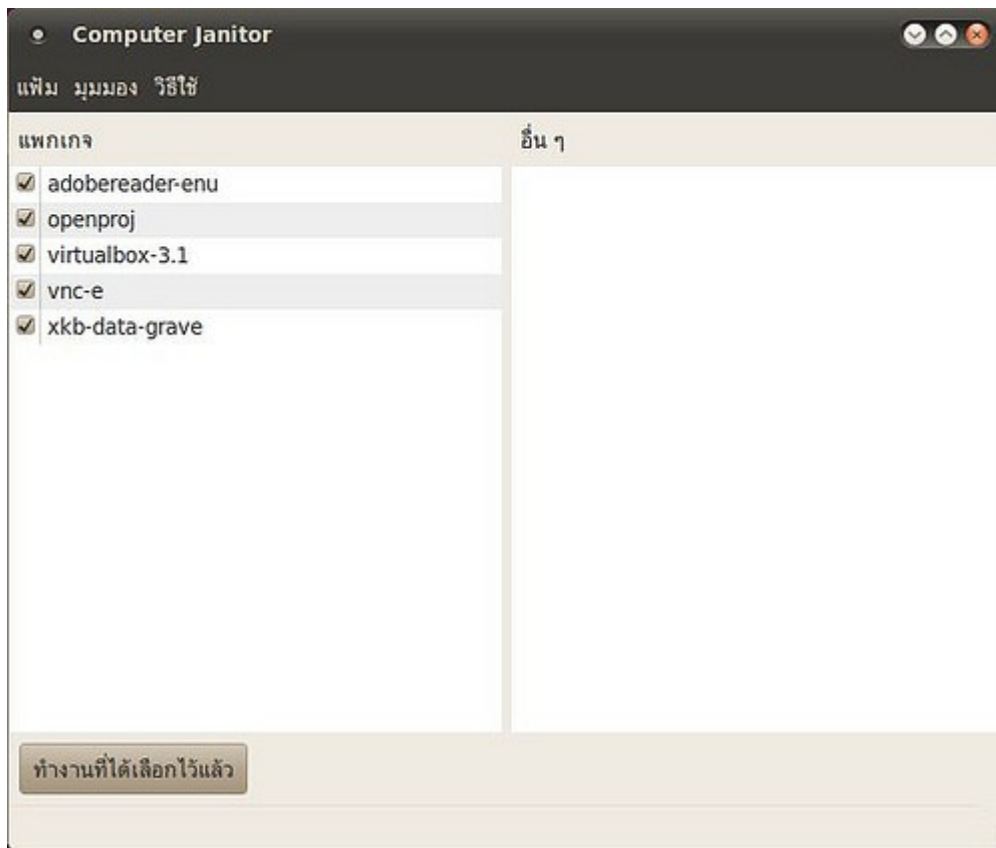 Computer Janitor
แฟ้ม มุมมอง วิธีใช้
แพกเกจ
อื่น ๆ
adobereader-enu
openproj
virtualbox-3.1
vnc-e
xkb-data-grave
ทำงานที่ได้เลือกไว้แล้ว